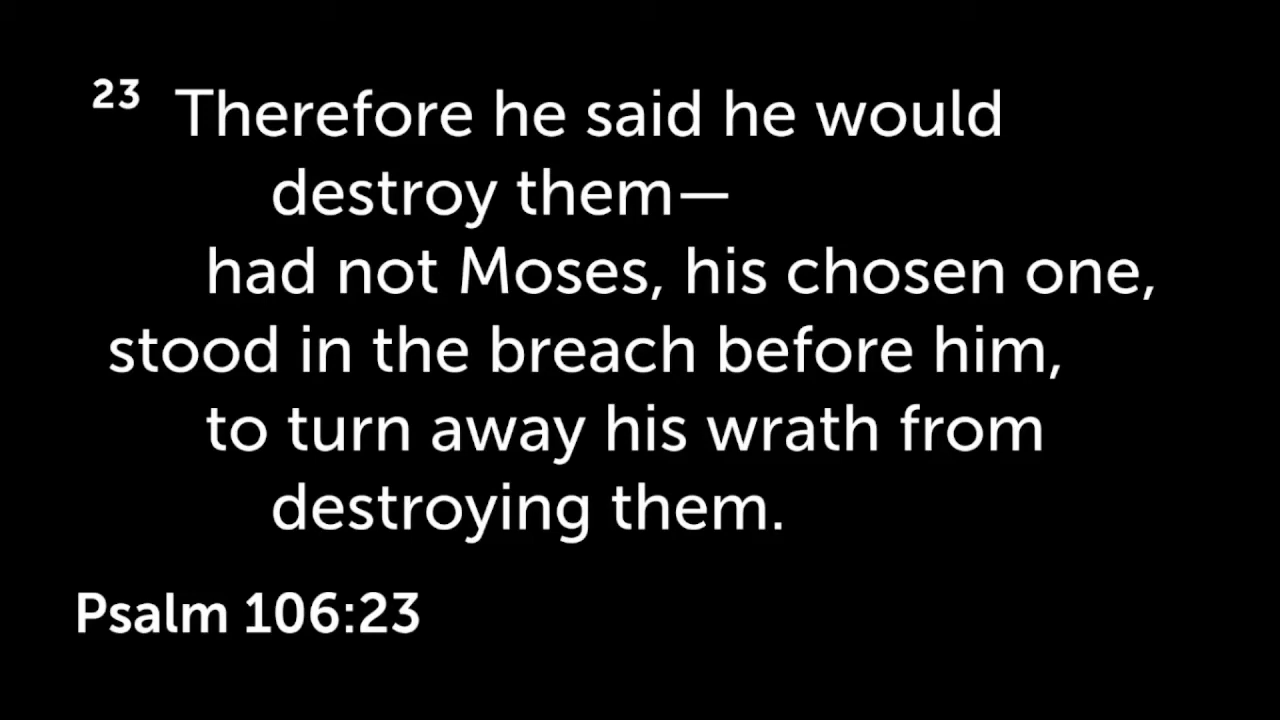 23 Therefore he said he would
destroy them—
had not Moses, his chosen one,
stood in the breach before him,
to turn away his wrath from
destroying them.
Psalm 106:23